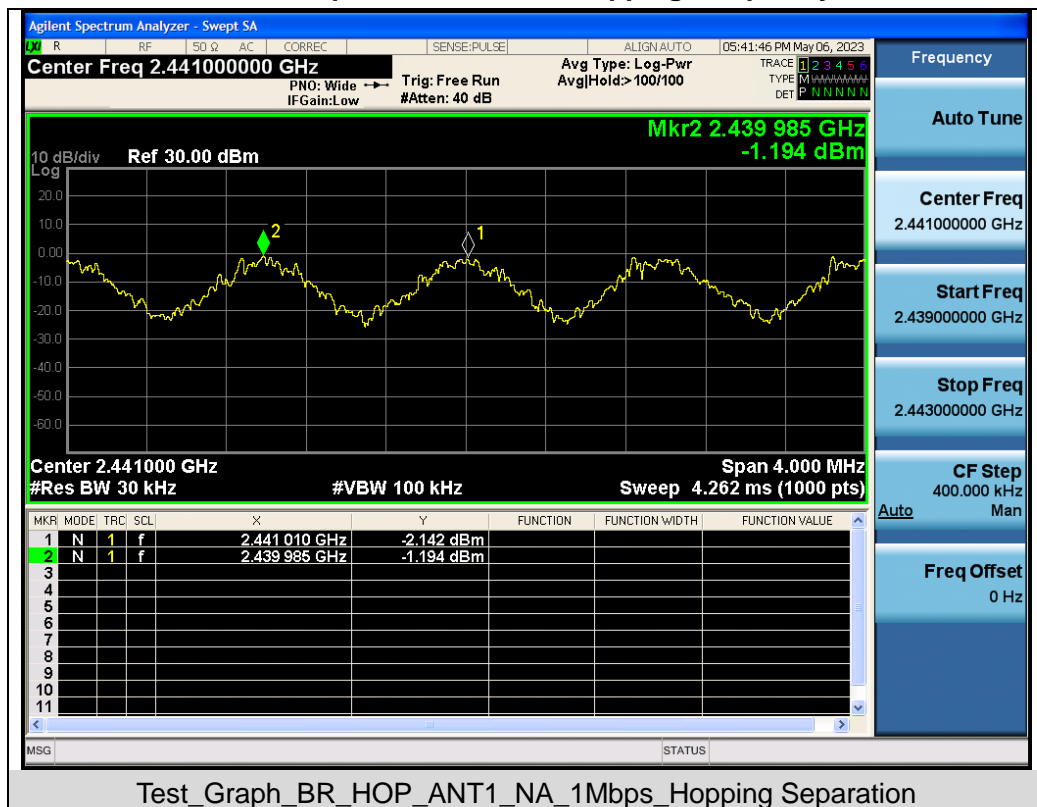 Agilent Spectrum Analyzer - Swept SA
LXI R RF 50 Ω AC CORREC SENSE:PULSE ALIGN AUTO 05:41:46 PM May 06, 2023
Center Freq 2.441000000 GHz
PNO: Wide
IFGain:Low
Trig: Free Run
#Atten: 40 dB
Avg Type: Log-Pwr
Avg|Hold:>100/100
TRACE 1 2 3 4 5 6
TYPE M WWWWW
DET P N N N N N
Mkr2 2.439 985 GHz
-1.194 dBm
10 dB/div Ref 30.00 dBm
Log
20.0
10.0
0.00
-10.0
-20.0
-30.0
-40.0
-50.0
-60.0
2
1
Center 2.441000 GHz Span 4.000 MHz
#Res BW 30 kHz #VBW 100 kHz Sweep 4.262 ms (1000 pts)
MKR MODE TRC SCL X Y FUNCTION FUNCTION WIDTH FUNCTION VALUE
1 N 1 f 2.441 010 GHz -2.142 dBm
2 N 1 f 2.439 985 GHz -1.194 dBm
3
4
5
6
7
8
9
10
11
MSG STATUS
Frequency
Auto Tune
Center Freq
2.441000000 GHz
Start Freq
2.439000000 GHz
Stop Freq
2.443000000 GHz
CF Step
400.000 kHz
Auto Man
Freq Offset
0 Hz
Test_Graph_BR_HOP_ANT1_NA_1Mbps_Hopping Separation